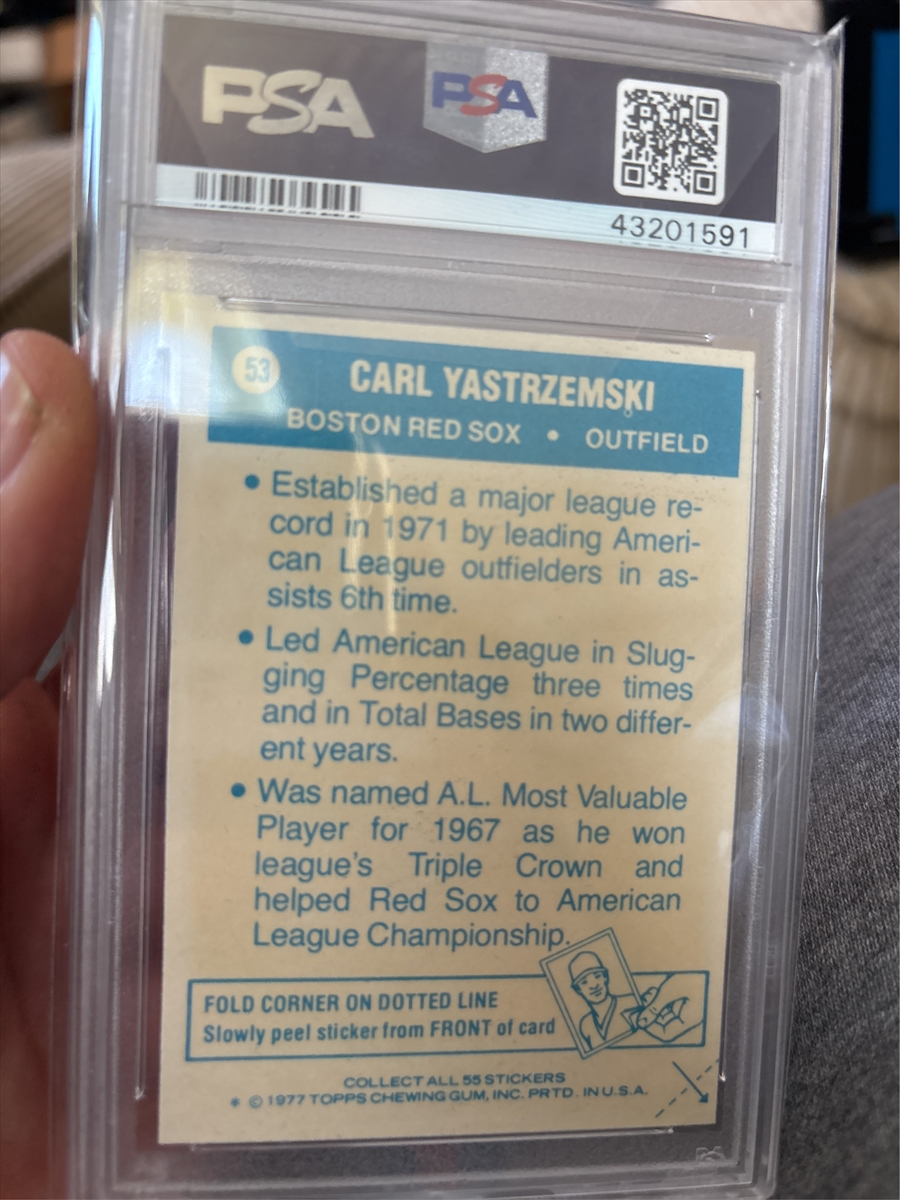 PSA
PSA
43201591
53
CARL YASTRZEMSKI
BOSTON RED SOX • OUTFIELD
• Established a major league re-
cord in 1971 by leading Ameri-
can League outfielders in as-
sists 6th time.
• Led American League in Slug-
ging Percentage three times
and in Total Bases in two differ-
ent years.
• Was named A.L. Most Valuable
Player for 1967 as he won
league's Triple Crown and
helped Red Sox to American
League Championship.
FOLD CORNER ON DOTTED LINE
Slowly peel sticker from FRONT of card
COLLECT ALL 55 STICKERS
* © 1977 TOPPS CHEWING GUM, INC. PRTD. IN U.S.A.